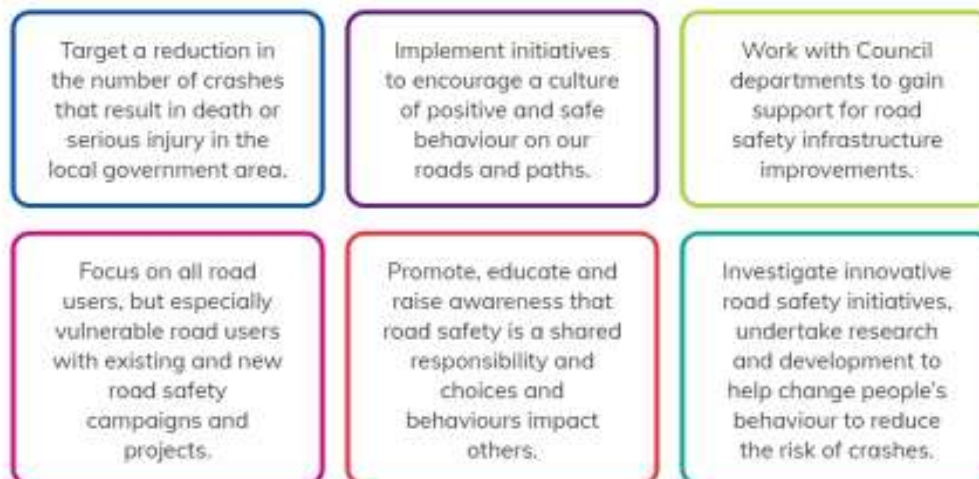 Target a reduction in
the number of crashes
that result in death or
serious injury in the
local government area.
Implement initiatives
to encourage a culture
of positive and safe
behaviour on our
roads and paths.
Work with Council
departments to gain
support for road
safety infrastructure
improvements.
Focus on all road
users, but especially
vulnerable road users
with existing and new
road safety
campaigns and
projects.
Promote, educate and
raise awareness that
road safety is a shared
responsibility and
choices and
behaviours impact
others.
Investigate innovative
road safety initiatives,
undertake research
and development to
help change people's
behaviour to reduce
the risk of crashes.